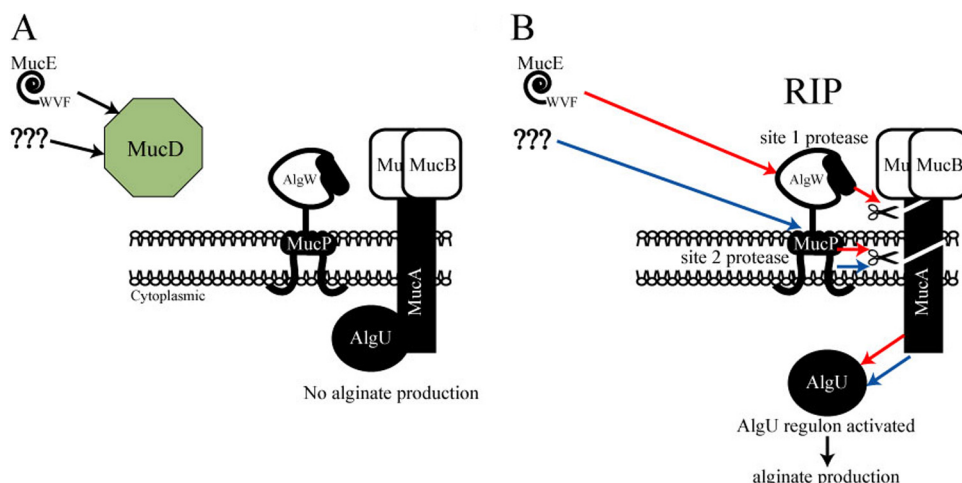 A
MucE
WVF
???
MucD
AlgW
Mu
MucB
MucP
MucA
Cytoplasmic
AlgU
No alginate production
B
MucE
WVF
???
RIP
site 1 protease
AlgW
Mu
MucB
MucP
site 2 protease
MucA
AlgU
AlgU regulon activated
alginate production